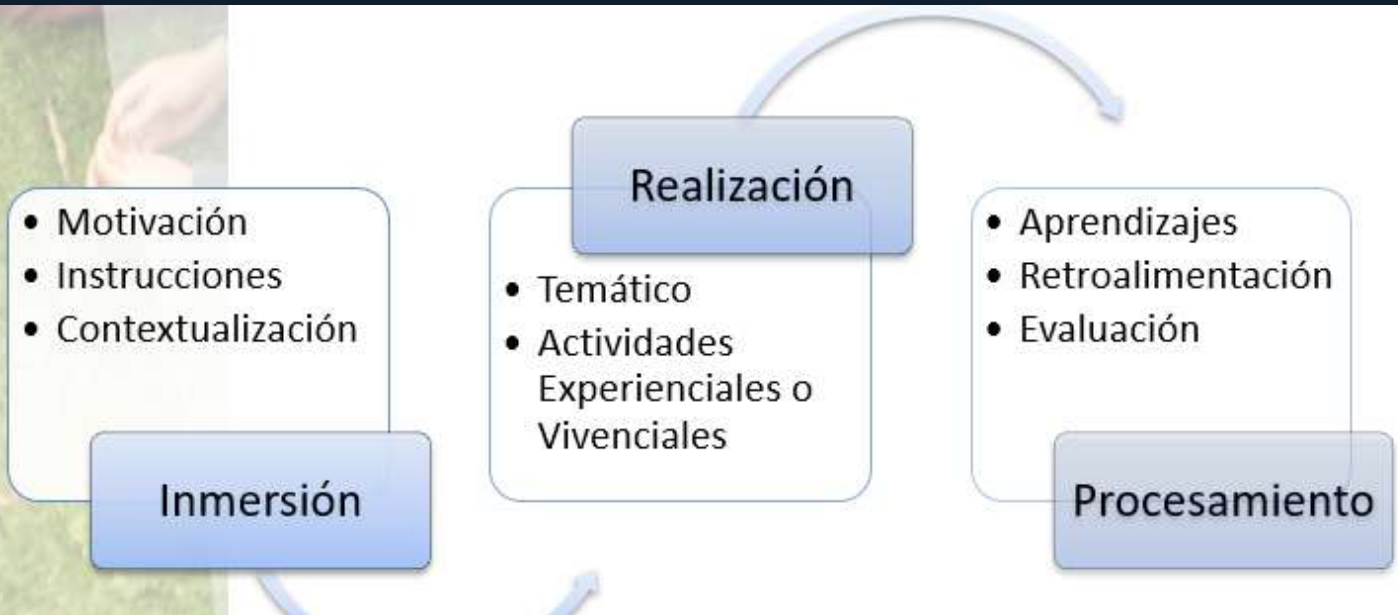 • Motivación
• Instrucciones
• Contextualización
Inmersión
Realización
• Temático
• Actividades
Experienciales o
Vivenciales
• Aprendizajes
• Retroalimentación
• Evaluación
Procesamiento